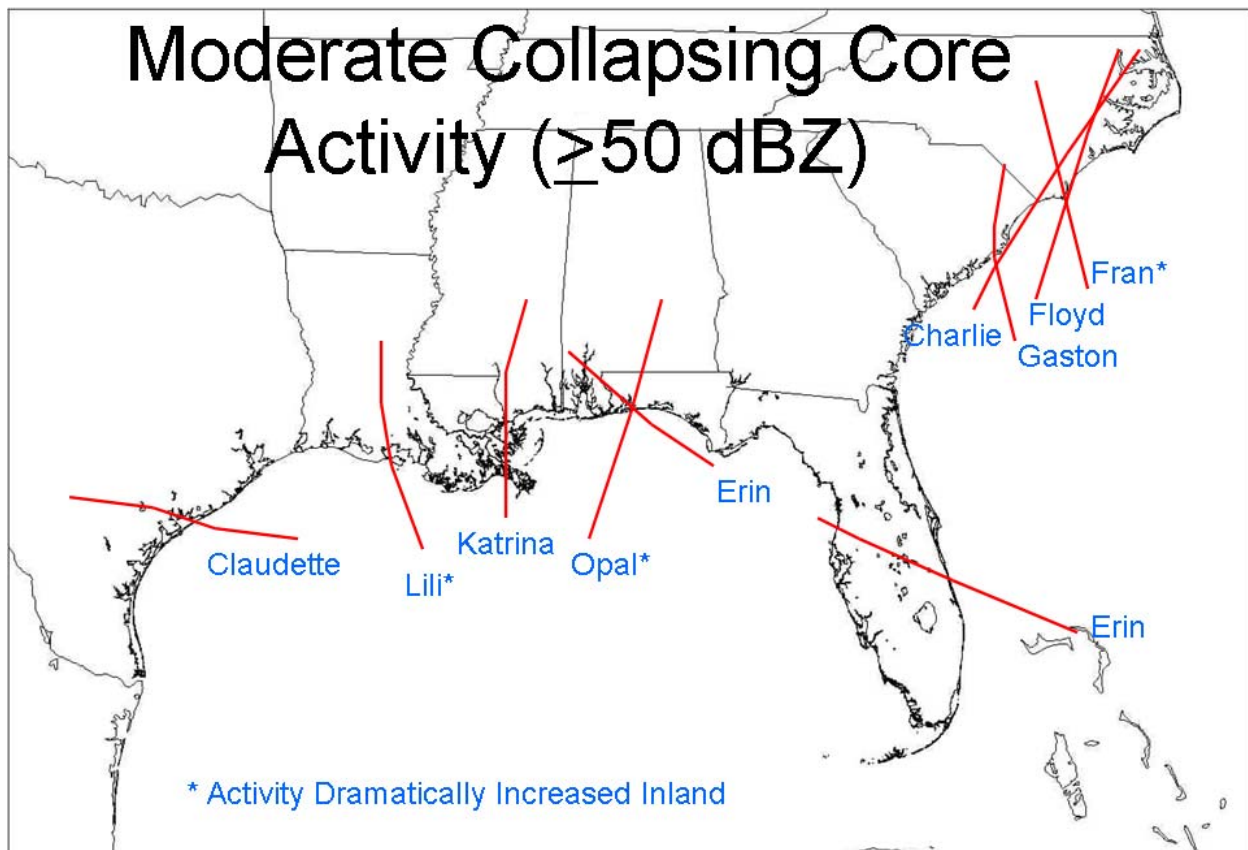 Moderate Collapsing Core
Activity (≥50 dBZ)
Fran*
Floyd
Charlie
Gaston
Erin
Katrina
Opal*
Claudette
Lili*
Erin
* Activity Dramatically Increased Inland